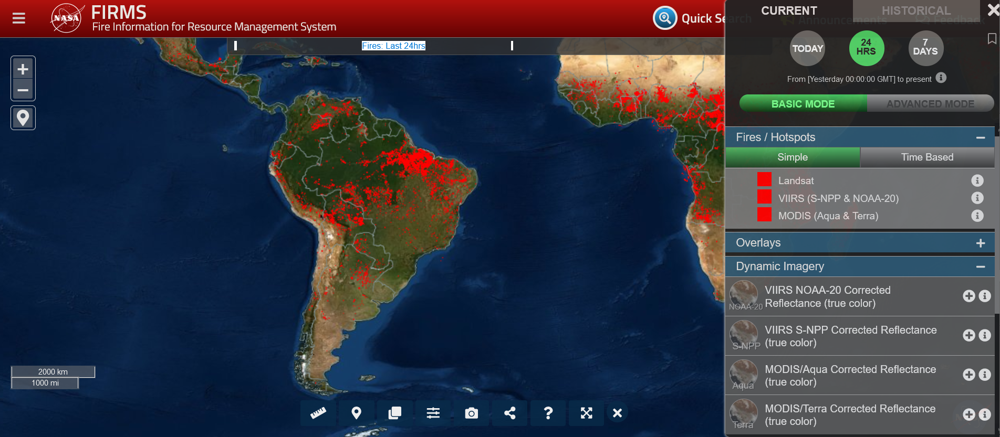 NASA
FIRMS
Fire Information for Resource Management System
Quick Search
Announcements
Feedback
Fires: Last 24hrs
CURRENT
HISTORICAL
TODAY
24
HRS
7
DAYS
From [Yesterday 00:00:00 GMT] to present
BASIC MODE
ADVANCED MODE
Fires / Hotspots
Simple
Time Based
Landsat
VIIRS (S-NPP & NOAA-20)
MODIS (Aqua & Terra)
Overlays
Dynamic Imagery
NOAA-20
VIIRS NOAA-20 Corrected
Reflectance (true color)
S-NPP
VIIRS S-NPP Corrected Reflectance
(true color)
Aqua
MODIS/Aqua Corrected Reflectance
(true color)
Terra
MODIS/Terra Corrected Reflectance
(true color)
2000 km
1000 mi